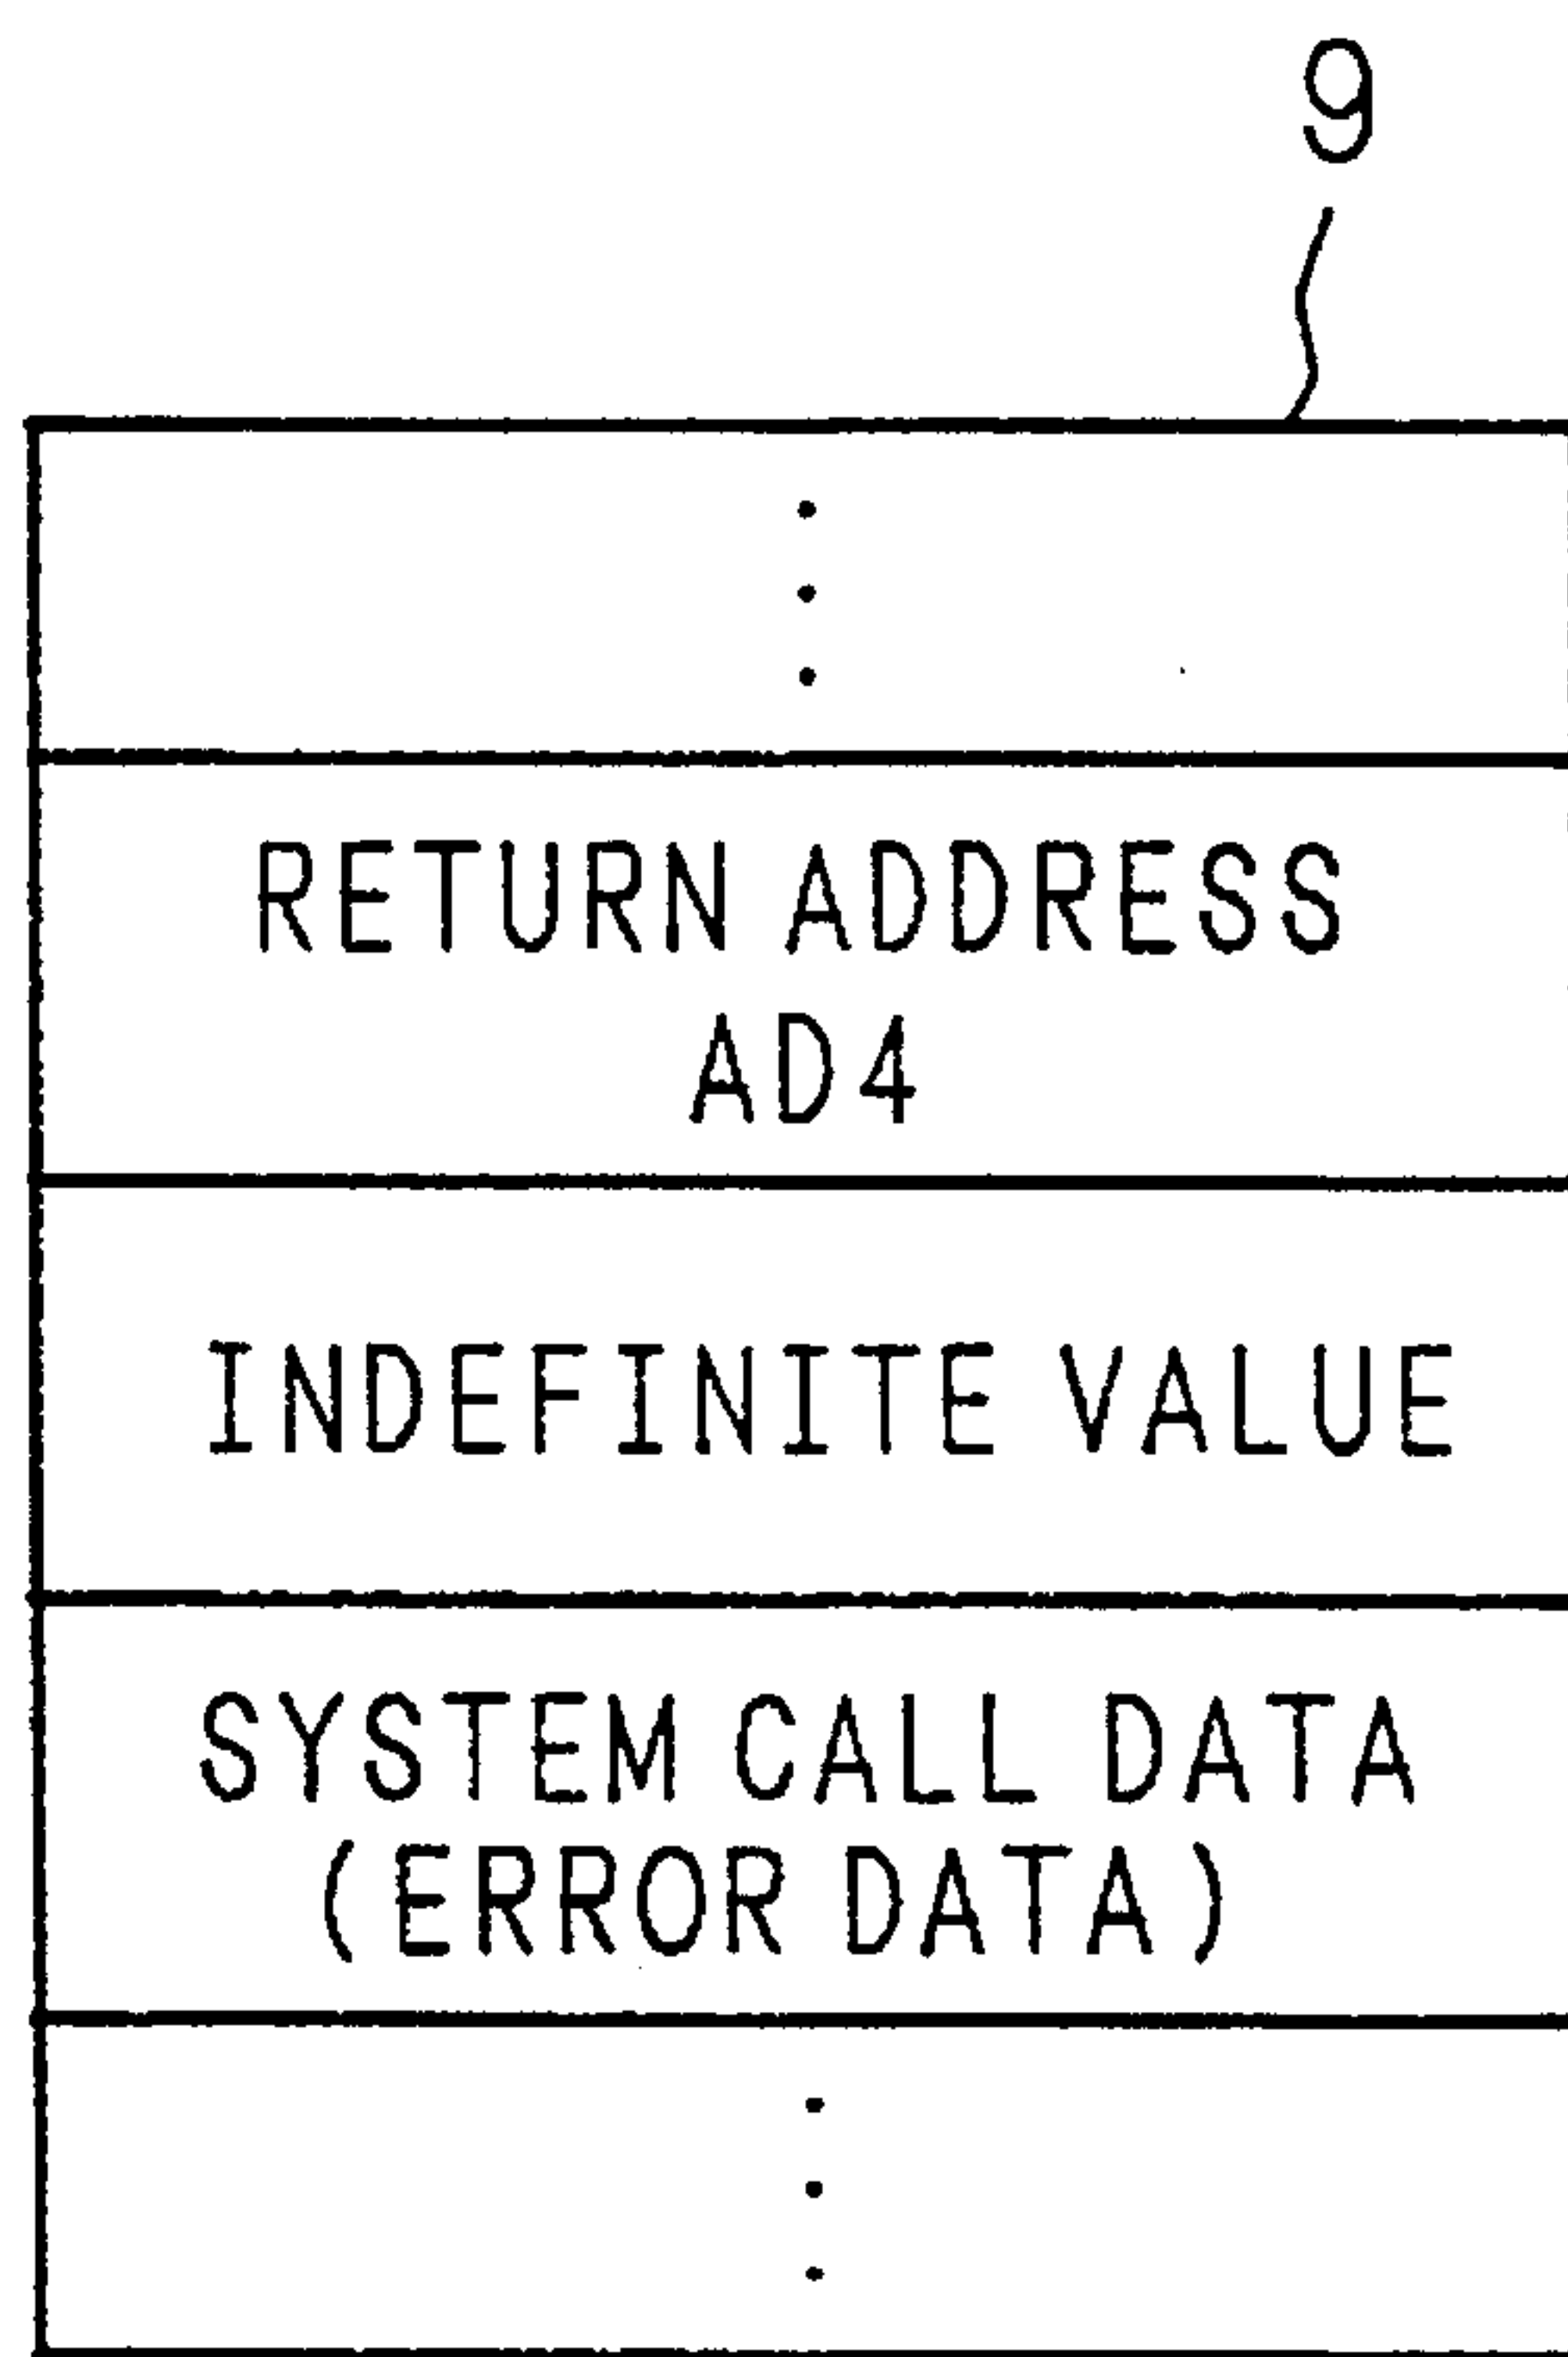 9
RETURN ADDRESS
AD4
INDEFINITE VALUE
SYSTEM CALL DATA
(ERROR DATA)